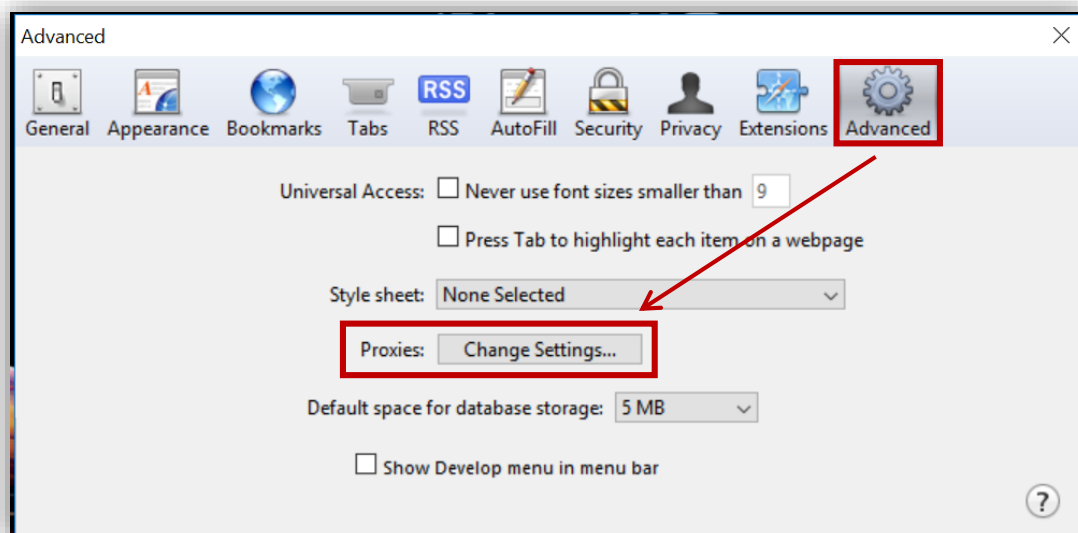 Advanced
RSS
General Appearance Bookmarks Tabs RSS AutoFill Security Privacy Extensions Advanced
Universal Access: Never use font sizes smaller than 9
Press Tab to highlight each item on a webpage
Style sheet: None Selected
Proxies: Change Settings...
Default space for database storage: 5 MB
Show Develop menu in menu bar
?